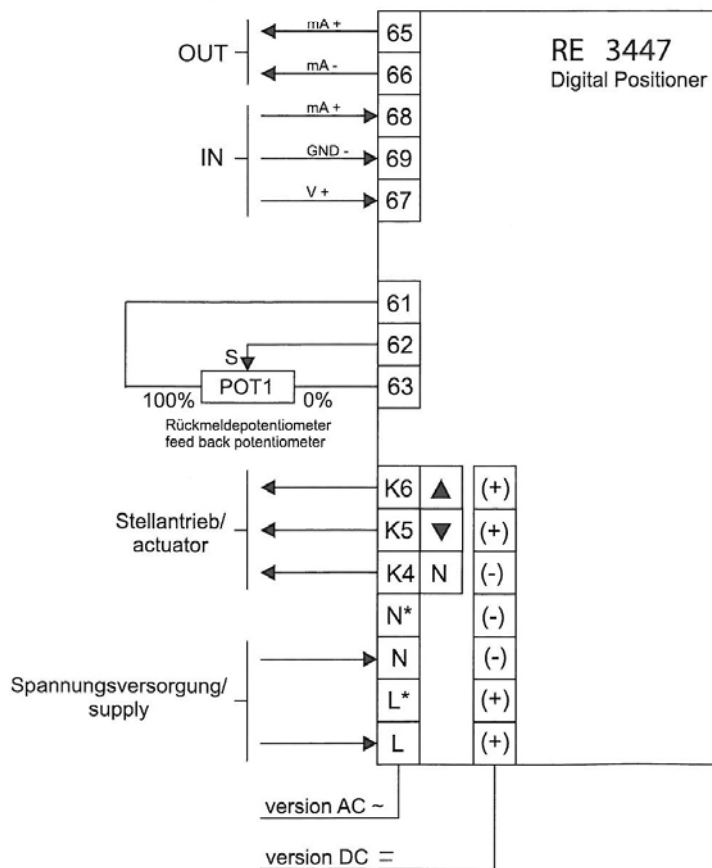 RE 3447
Digital Positioner
OUT
mA +
65
mA -
66
IN
mA +
68
GND -
69
V +
67
61
62
63
S
POT1
100%
0%
Rückmeldepotentiometer
feed back potentiometer
Stellantrieb/
actuator
K6 ▲ (+)
K5 ▼ (+)
K4 N (-)
N* (-)
N (-)
L* (+)
L (+)
Spannungsversorgung/
supply
version AC ~
version DC =